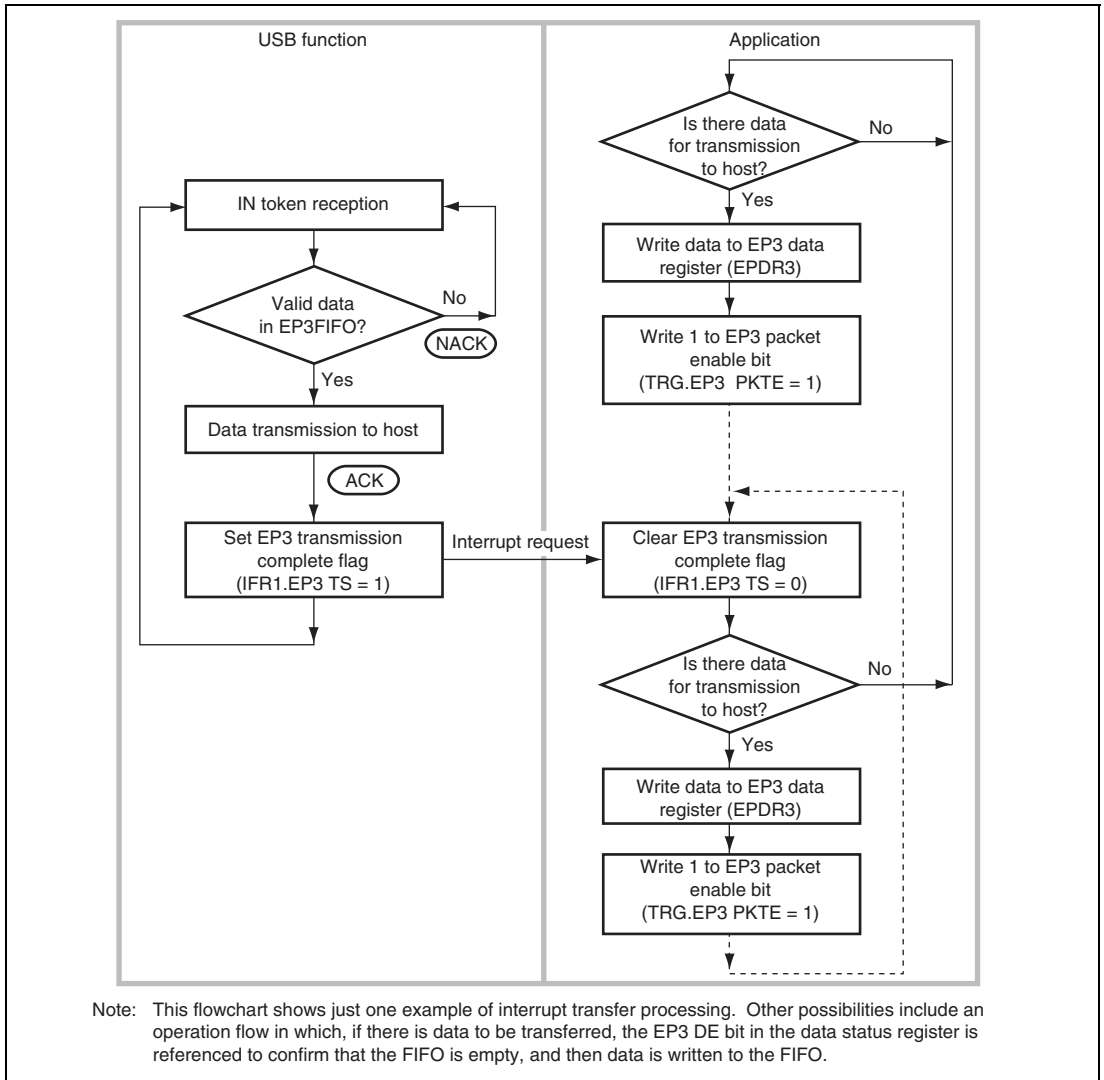 USB function
IN token reception
Valid data
in EP3FIFO?
No
NACK
Yes
Data transmission to host
ACK
Set EP3 transmission
complete flag
(IFR1.EP3 TS = 1)
Interrupt request
Application
Is there data
for transmission
to host?
No
Yes
Write data to EP3 data
register (EPDR3)
Write 1 to EP3 packet
enable bit
(TRG.EP3 PKTE = 1)
Clear EP3 transmission
complete flag
(IFR1.EP3 TS = 0)
Is there data
for transmission
to host?
No
Yes
Write data to EP3 data
register (EPDR3)
Write 1 to EP3 packet
enable bit
(TRG.EP3 PKTE = 1)
Note: This flowchart shows just one example of interrupt transfer processing. Other possibilities include an
operation flow in which, if there is data to be transferred, the EP3 DE bit in the data status register is
referenced to confirm that the FIFO is empty, and then data is written to the FIFO.